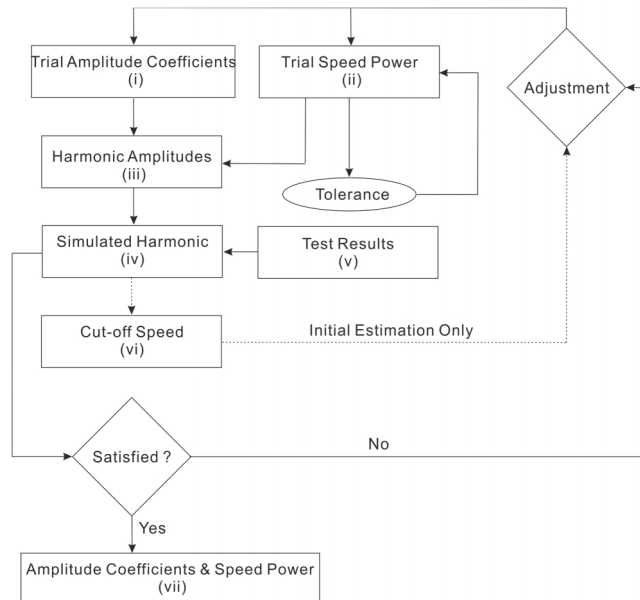 Trial Amplitude Coefficients
(i)
Trial Speed Power
(ii)
Adjustment
Harmonic Amplitudes
(iii)
Tolerance
Simulated Harmonic
(iv)
Test Results
(v)
Cut-off Speed
(vi)
Initial Estimation Only
Satisfied ?
No
Yes
Amplitude Coefficients & Speed Power
(vii)